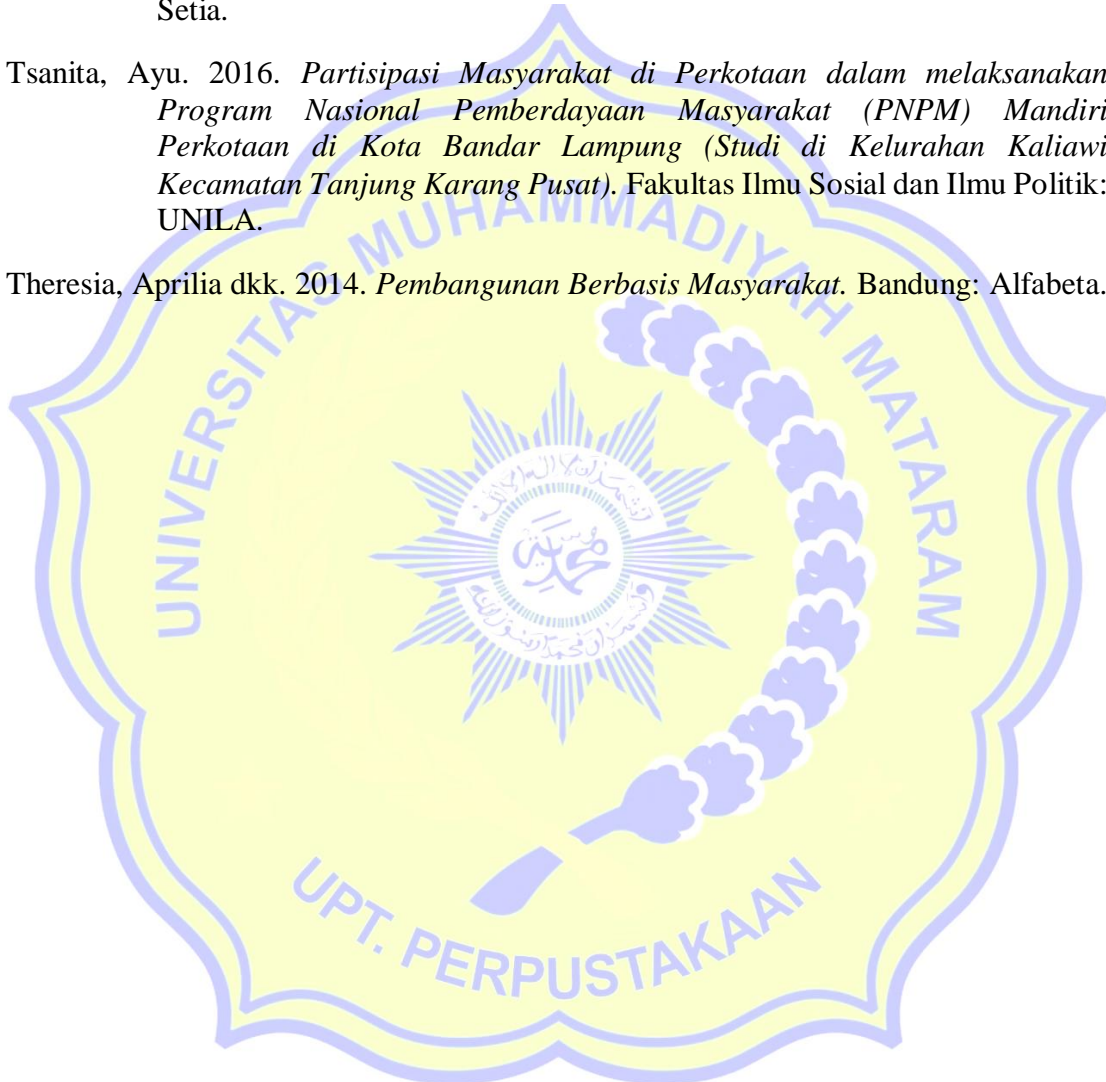 Setia.
Tsanita, Ayu. 2016. Partisipasi Masyarakat di Perkotaan dalam melaksanakan
Program Nasional Pemberdayaan Masyarakat (PNPM) Mandiri
Perkotaan di Kota Bandar Lampung (Studi di Kelurahan Kaliawi
Kecamatan Tanjung Karang Pusat). Fakultas Ilmu Sosial dan Ilmu Politik:
UNILA.
Theresia, Aprilia dkk. 2014. Pembangunan Berbasis Masyarakat. Bandung: Alfabeta.
UNIVERSITAS MUHAMMADIYAH MATARAM
محمدية
UPT. PERPUSTAKAAN